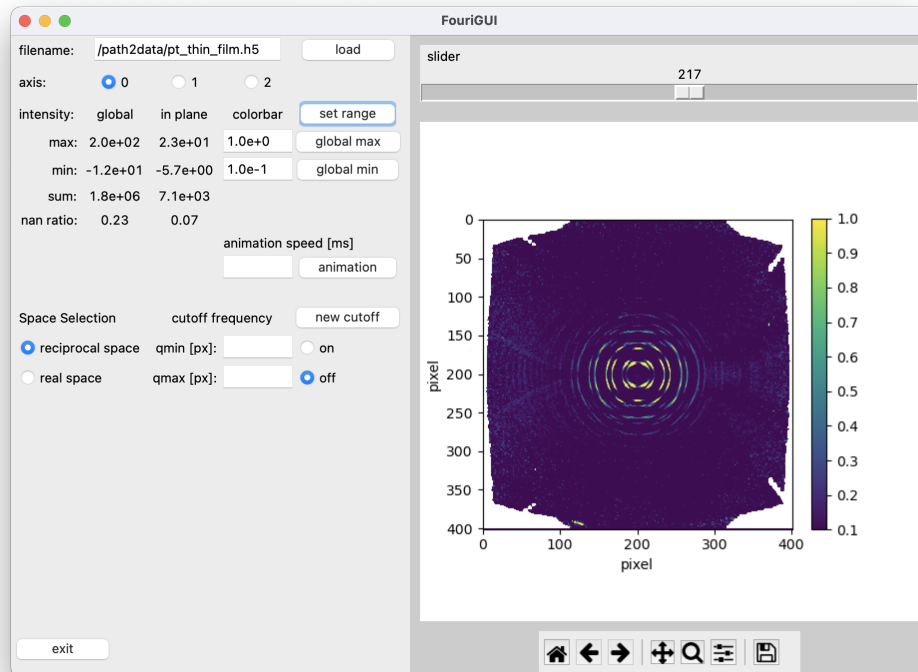 FouriGUI
filename: /path2data/pt_thin_film.h5 load
axis: 0 1 2
intensity: global in plane colorbar set range
max: 2.0e+02 2.3e+01 1.0e+0 global max
min: -1.2e+01 -5.7e+00 1.0e-1 global min
sum: 1.8e+06 7.1e+03
nan ratio: 0.23 0.07
animation speed [ms]
animation
Space Selection cutoff frequency new cutoff
reciprocal space qmin [px]: on
real space qmax [px]: off
exit
slider
217
0
50
100
150
200
250
300
350
400
pixel
0 100 200 300 400
pixel
1.0
0.9
0.8
0.7
0.6
0.5
0.4
0.3
0.2
0.1